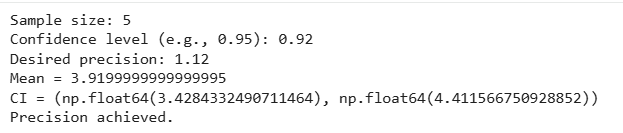 Sample size: 5
Confidence level (e.g., 0.95): 0.92
Desired precision: 1.12
Mean = 3.9199999999999995
CI = (np.float64(3.4284332490711464), np.float64(4.411566750928852))
Precision achieved.